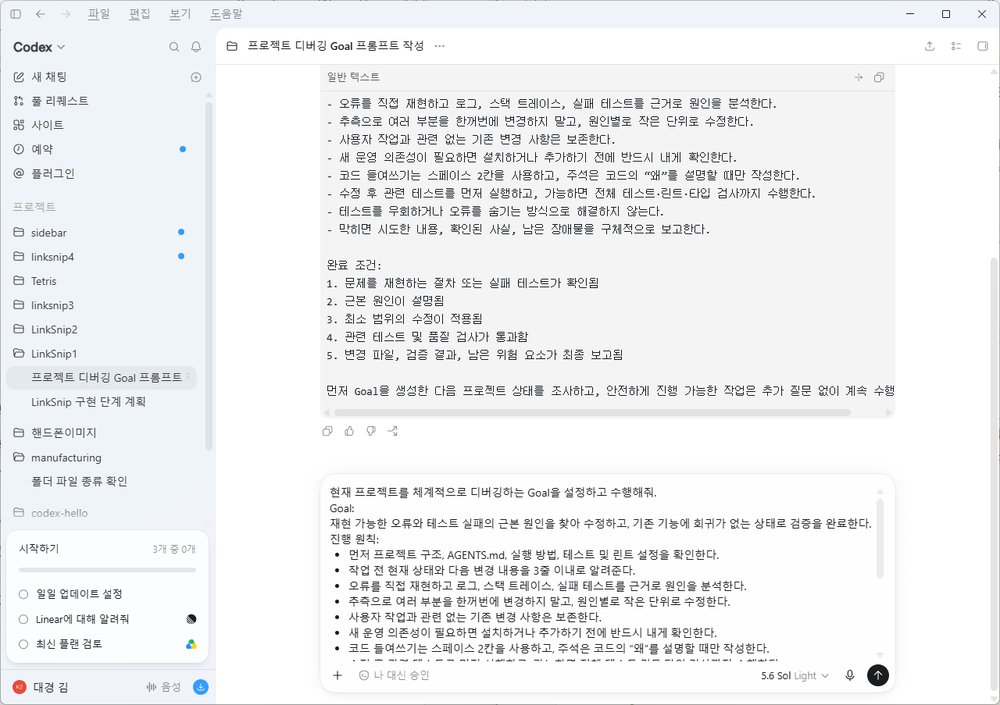 파일 편집 보기 도움말
Codex
새 채팅
풀 리퀘스트
사이트
예약
플러그인
프로젝트
sidebar
linksnip4
Tetris
linksnip3
LinkSnip2
LinkSnip1
프로젝트 디버깅 Goal 프롬프트
LinkSnip 구현 단계 계획
핸드폰이미지
manufacturing
폴더 파일 종류 확인
codex-hello
시작하기 3개 중 0개
일일 업데이트 설정
Linear에 대해 알려줘
최신 플랜 검토
KZ 대경 김 음성
프로젝트 디버깅 Goal 프롬프트 작성 ···
일반 텍스트
- 오류를 직접 재현하고 로그, 스택 트레이스, 실패 테스트를 근거로 원인을 분석한다.
- 추측으로 여러 부분을 한꺼번에 변경하지 말고, 원인별로 작은 단위로 수정한다.
- 사용자 작업과 관련 없는 기존 변경 사항은 보존한다.
- 새 운영 의존성이 필요하면 설치하거나 추가하기 전에 반드시 내게 확인한다.
- 코드 들여쓰기는 스페이스 2칸을 사용하고, 주석은 코드의 “왜”를 설명할 때만 작성한다.
- 수정 후 관련 테스트를 먼저 실행하고, 가능하면 전체 테스트·린트·타입 검사까지 수행한다.
- 테스트를 우회하거나 오류를 숨기는 방식으로 해결하지 않는다.
- 막히면 시도한 내용, 확인된 사실, 남은 장애물을 구체적으로 보고한다.
완료 조건:
1. 문제를 재현하는 절차 또는 실패 테스트가 확인됨
2. 근본 원인이 설명됨
3. 최소 범위의 수정이 적용됨
4. 관련 테스트 및 품질 검사가 통과함
5. 변경 파일, 검증 결과, 남은 위험 요소가 최종 보고됨
먼저 Goal을 생성한 다음 프로젝트 상태를 조사하고, 안전하게 진행 가능한 작업은 추가 질문 없이 계속 수행
현재 프로젝트를 체계적으로 디버깅하는 Goal을 설정하고 수행해줘.
Goal:
재현 가능한 오류와 테스트 실패의 근본 원인을 찾아 수정하고, 기존 기능에 회귀가 없는 상태로 검증을 완료한다.
진행 원칙:
• 먼저 프로젝트 구조, AGENTS.md, 실행 방법, 테스트 및 린트 설정을 확인한다.
• 작업 전 현재 상태와 다음 변경 내용을 3줄 이내로 알려준다.
• 오류를 직접 재현하고 로그, 스택 트레이스, 실패 테스트를 근거로 원인을 분석한다.
• 추측으로 여러 부분을 한꺼번에 변경하지 말고, 원인별로 작은 단위로 수정한다.
• 사용자 작업과 관련 없는 기존 변경 사항은 보존한다.
• 새 운영 의존성이 필요하면 설치하거나 추가하기 전에 반드시 내게 확인한다.
• 코드 들여쓰기는 스페이스 2칸을 사용하고, 주석은 코드의 “왜”를 설명할 때만 작성한다.
나 대신 승인 5.6 Sol Light